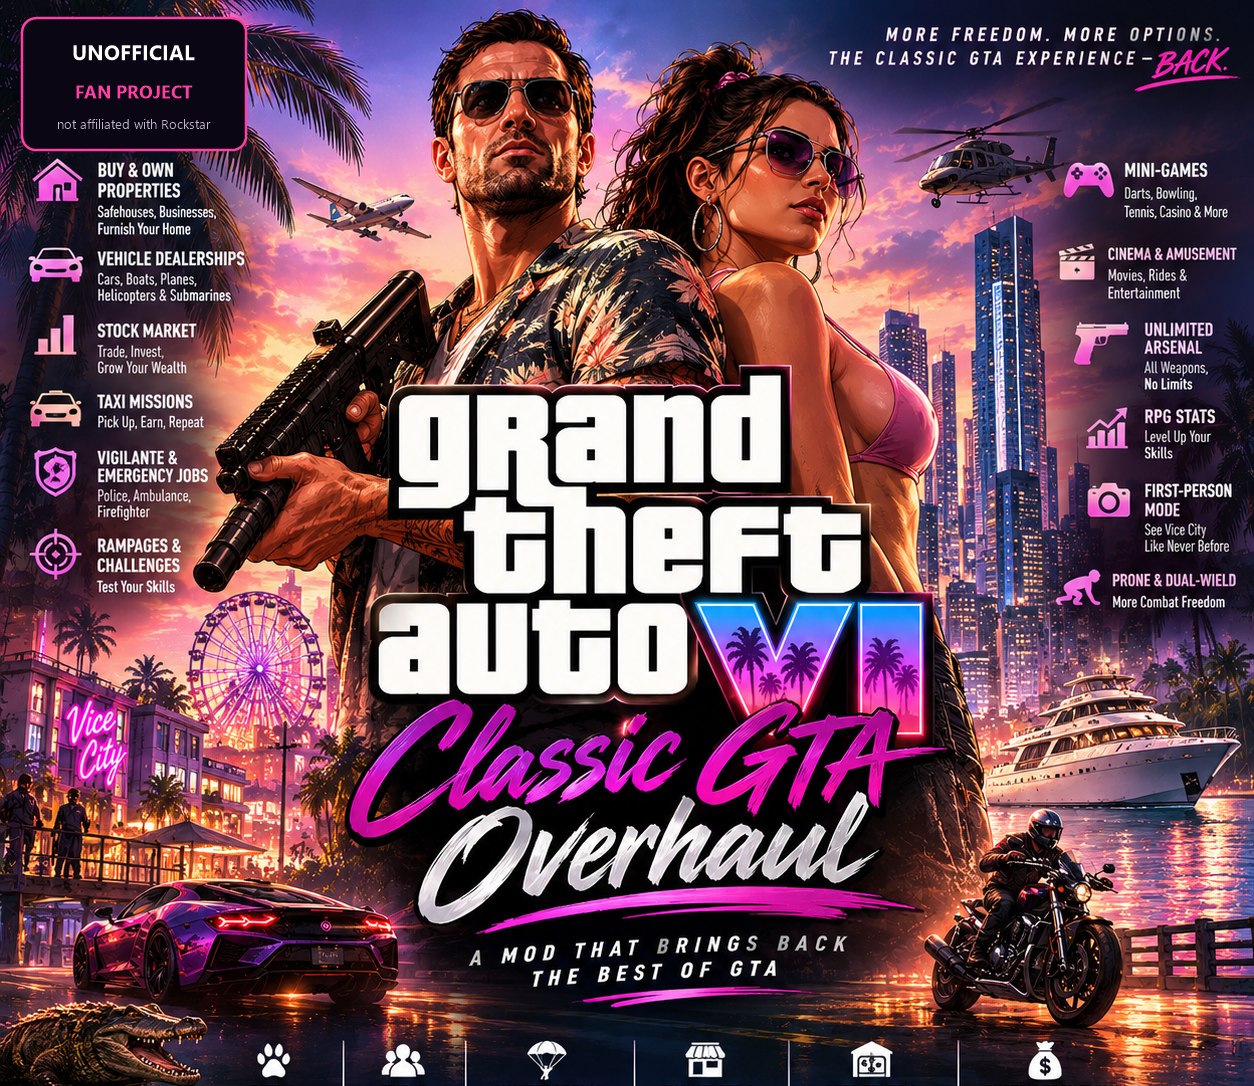 UNOFFICIAL
FAN PROJECT
not affiliated with Rockstar
MORE FREEDOM. MORE OPTIONS.
THE CLASSIC GTA EXPERIENCE – BACK.
BUY & OWN
PROPERTIES
Safehouses, Businesses,
Furnish Your Home
VEHICLE DEALERSHIPS
Cars, Boats, Planes,
Helicopters & Submarines
STOCK MARKET
Trade, Invest,
Grow Your Wealth
TAXI MISSIONS
Pick Up, Earn, Repeat
VIGILANTE &
EMERGENCY JOBS
Police, Ambulance,
Firefighter
RAMPAGES &
CHALLENGES
Test Your Skills
MINI-GAMES
Darts, Bowling,
Tennis, Casino & More
CINEMA & AMUSEMENT
Movies, Rides &
Entertainment
UNLIMITED
ARSENAL
All Weapons,
No Limits
RPG STATS
Level Up Your
Skills
FIRST-PERSON
MODE
See Vice City
Like Never Before
PRONE & DUAL-WIELD
More Combat Freedom
grand
theft
auto VI
Classic GTA
Overhaul
A MOD THAT BRINGS BACK
THE BEST OF GTA
Vice
City
$